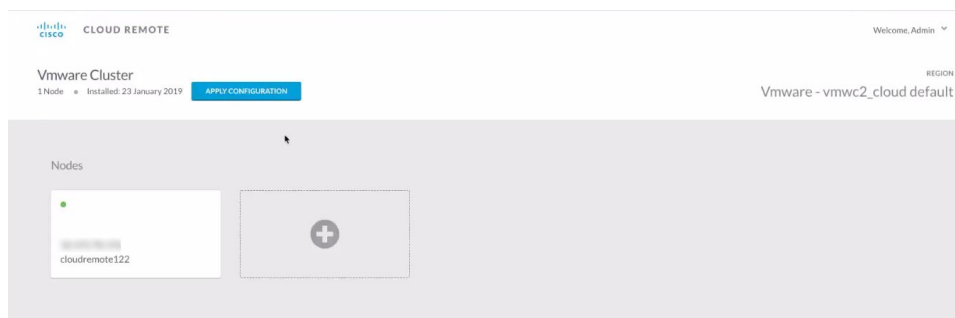 CISCO CLOUD REMOTE
Welcome, Admin
Vmware Cluster
1 Node Installed: 23 January 2019 APPLY CONFIGURATION
REGION
Vmware - vmwc2_cloud default
Nodes
cloudremote122